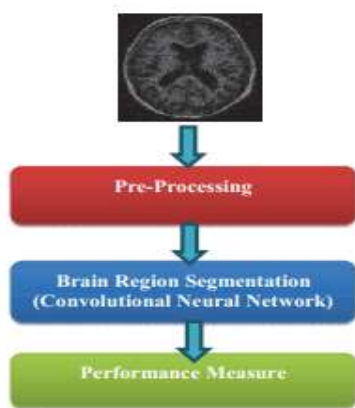 Pre-Processing
Brain Region Segmentation
(Convolutional Neural Network)
Performance Measure